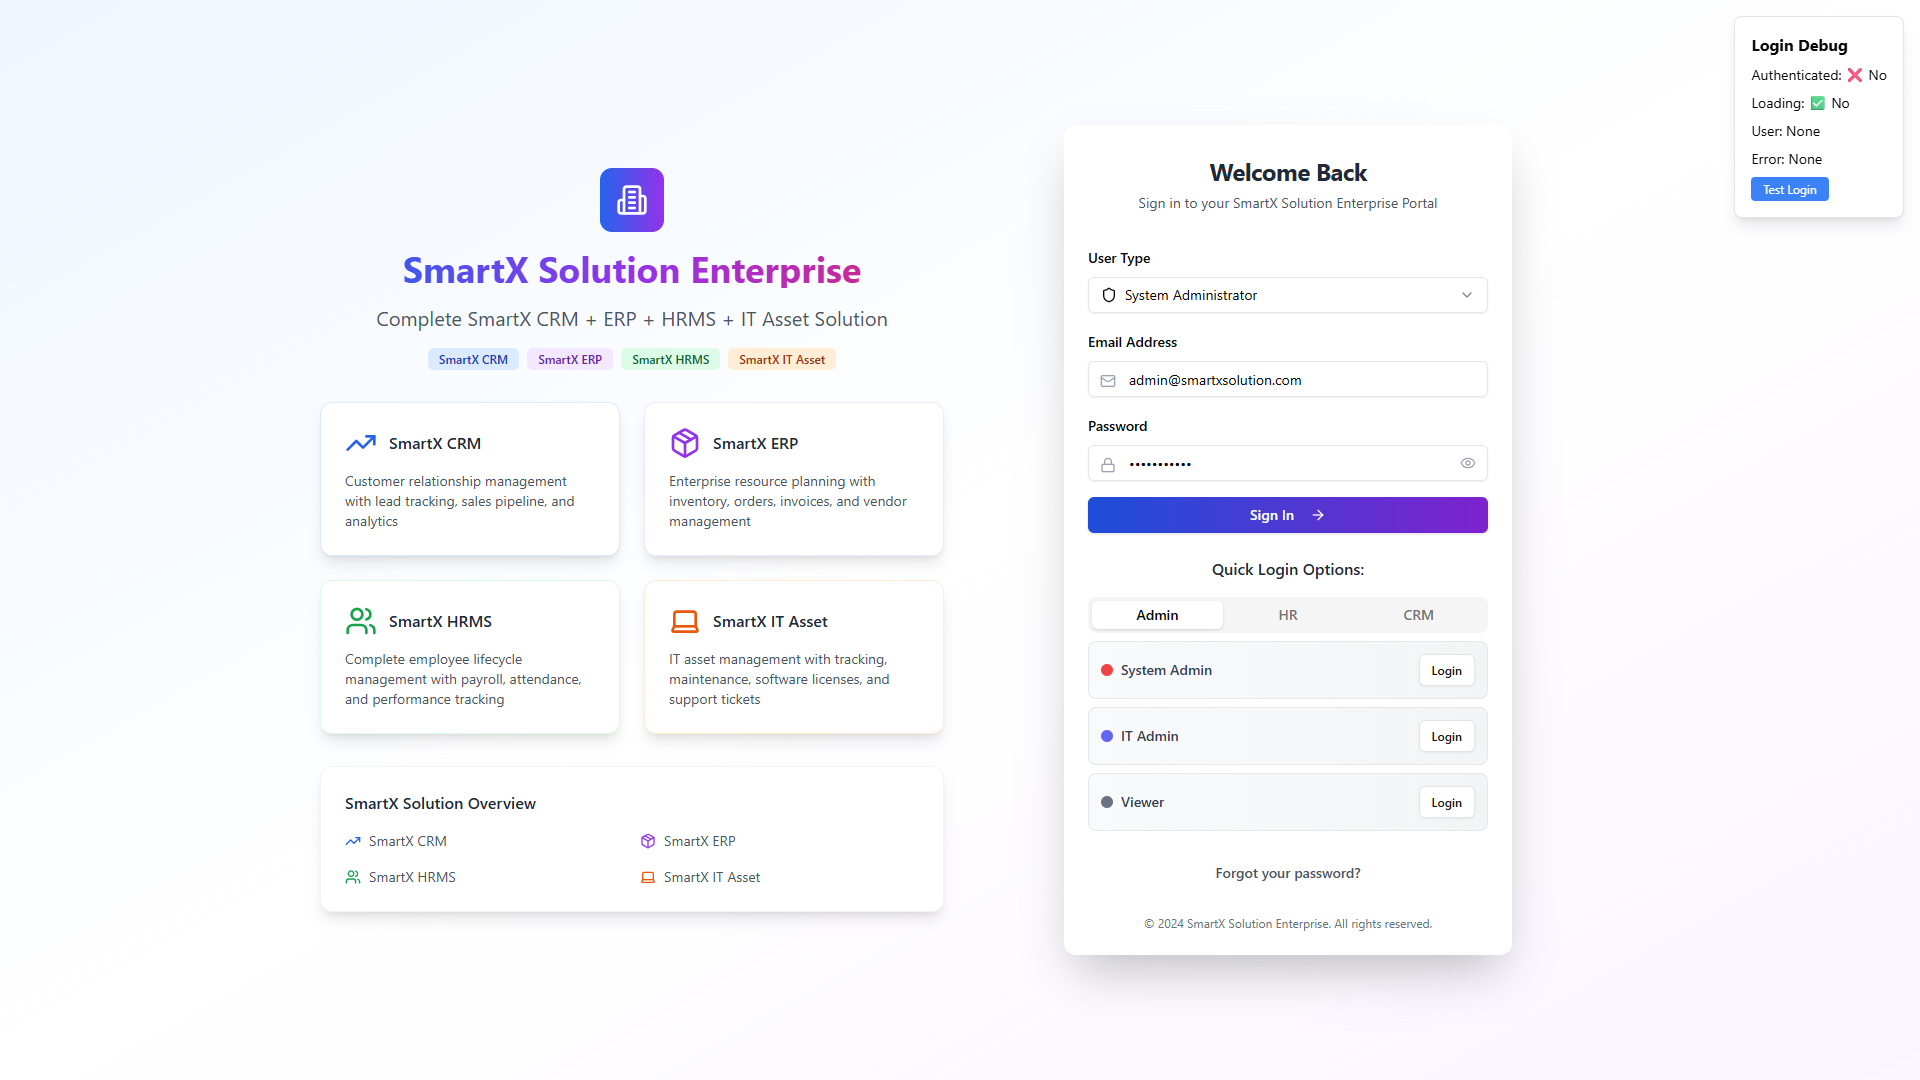 SmartX Solution Enterprise
Complete SmartX CRM + ERP + HRMS + IT Asset Solution
SmartX CRM
SmartX ERP
SmartX HRMS
SmartX IT Asset
SmartX CRM
Customer relationship management
with lead tracking, sales pipeline, and
analytics
SmartX ERP
Enterprise resource planning with
inventory, orders, invoices, and vendor
management
SmartX HRMS
Complete employee lifecycle
management with payroll, attendance,
and performance tracking
SmartX IT Asset
IT asset management with tracking,
maintenance, software licenses, and
support tickets
SmartX Solution Overview
SmartX CRM
SmartX ERP
SmartX HRMS
SmartX IT Asset
Welcome Back
Sign in to your SmartX Solution Enterprise Portal
User Type
System Administrator
Email Address
admin@smartxsolution.com
Password
•••••••••••
Sign In
Quick Login Options:
Admin
HR
CRM
System Admin
Login
IT Admin
Login
Viewer
Login
Forgot your password?
© 2024 SmartX Solution Enterprise. All rights reserved.
Login Debug
Authenticated: ❌ No
Loading: ✅ No
User: None
Error: None
Test Login